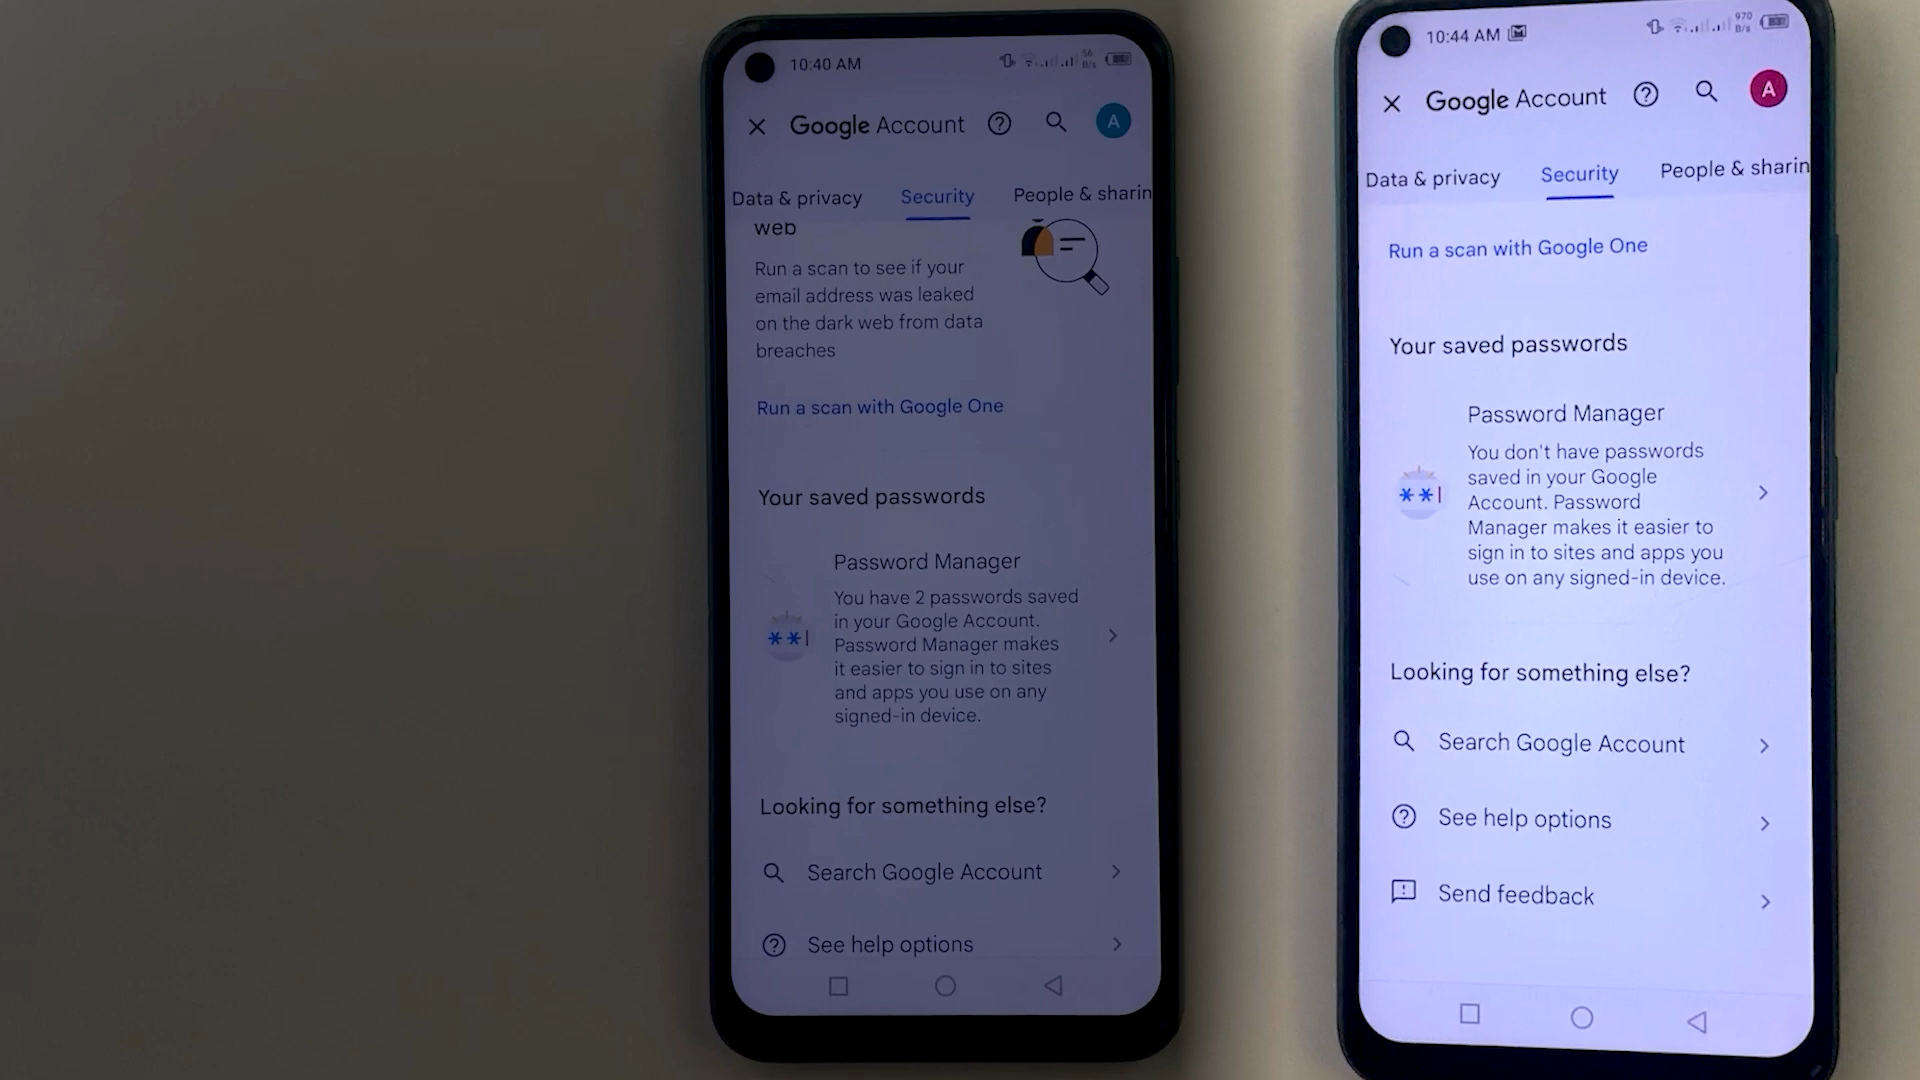 10:40 AM
56 B/s
Google Account
A
Data & privacy
Security
People & sharin
web
Run a scan to see if your
email address was leaked
on the dark web from data
breaches
Run a scan with Google One
Your saved passwords
Password Manager
You have 2 passwords saved
in your Google Account.
Password Manager makes
it easier to sign in to sites
and apps you use on any
signed-in device.
Looking for something else?
Search Google Account
See help options
10:44 AM
970 B/s
Google Account
A
Data & privacy
Security
People & sharin
Run a scan with Google One
Your saved passwords
Password Manager
You don't have passwords
saved in your Google
Account. Password
Manager makes it easier to
sign in to sites and apps you
use on any signed-in device.
Looking for something else?
Search Google Account
See help options
Send feedback